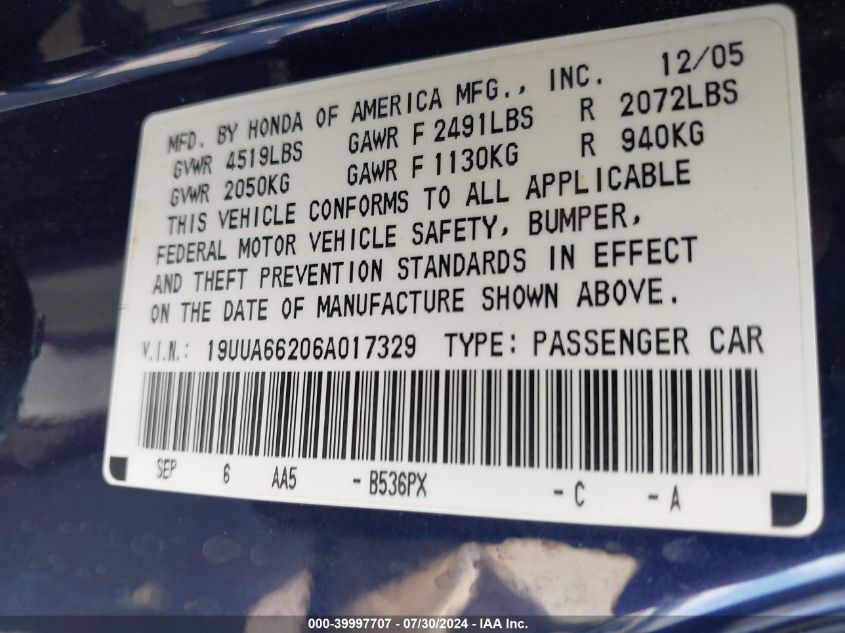 12/05
MFD. BY HONDA OF AMERICA MFG., INC.
GVWR 4519LBS GAWR F 2491LBS R 2072LBS
GVWR 2050KG GAWR F 1130KG R 940KG
THIS VEHICLE CONFORMS TO ALL APPLICABLE
FEDERAL MOTOR VEHICLE SAFETY, BUMPER,
AND THEFT PREVENTION STANDARDS IN EFFECT
ON THE DATE OF MANUFACTURE SHOWN ABOVE.
V.I.N.: 19UUA66206A017329 TYPE: PASSENGER CAR
SEP 6 AA5 -B536PX -C -A
000-39997707 / 07/30/2024 - IAA Inc.